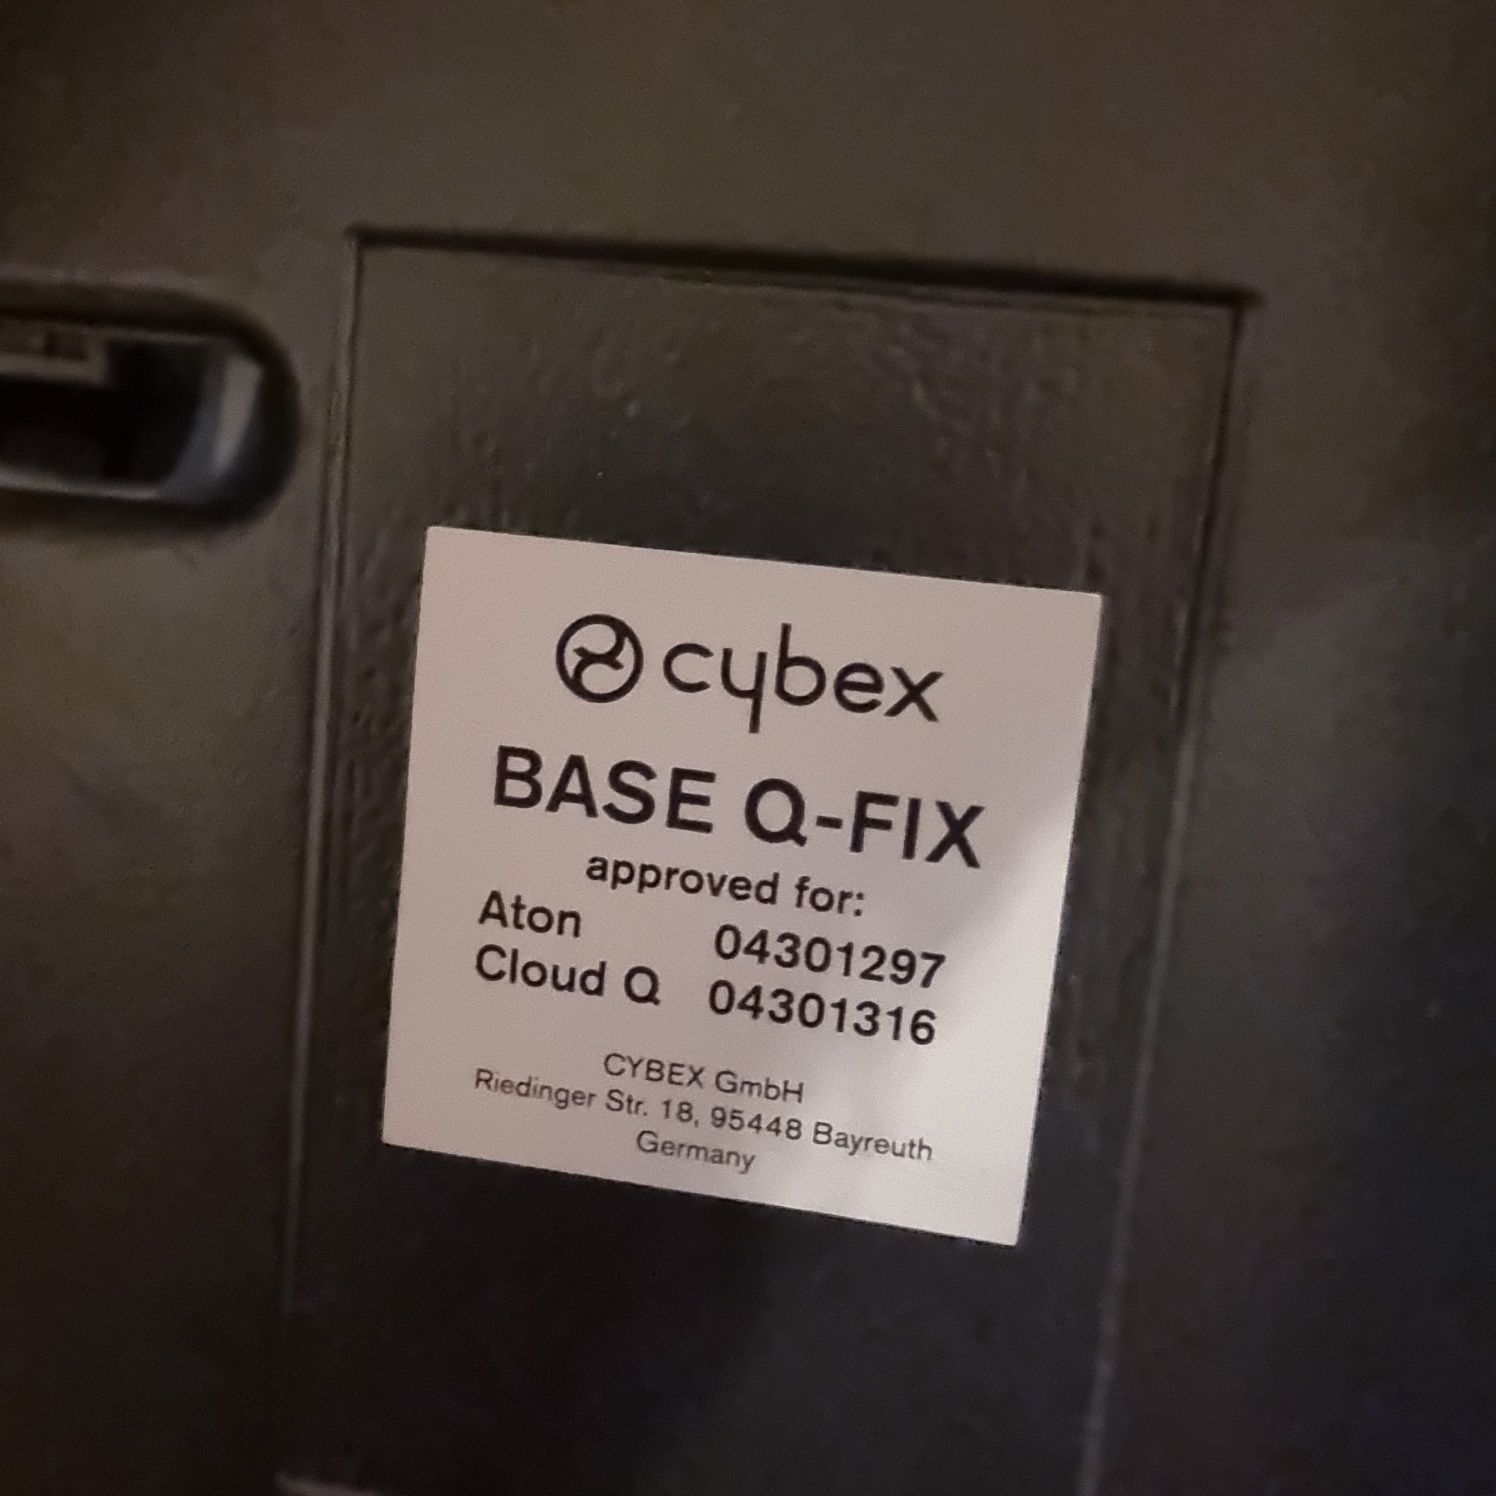 cybex
BASE Q-FIX
approved for:
Aton 04301297
Cloud Q 04301316
CYBEX GmbH
Riedinger Str. 18, 95448 Bayreuth
Germany